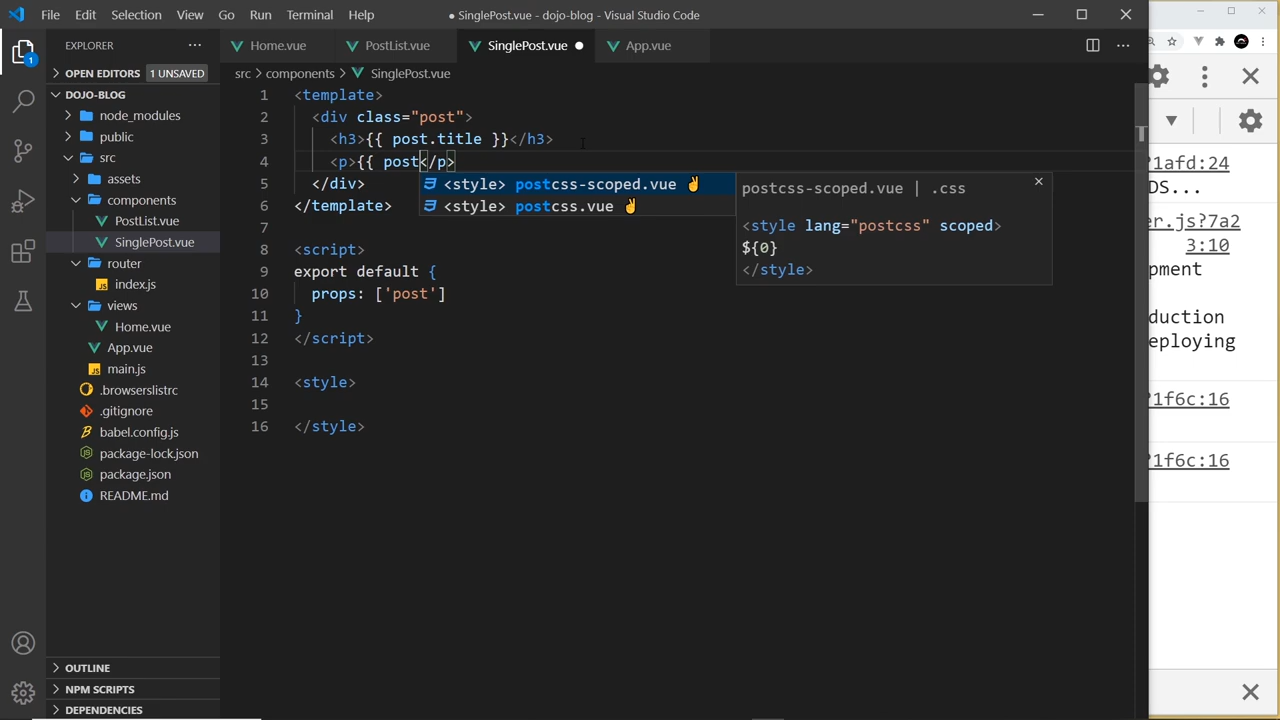 File Edit Selection View Go Run Terminal Help
● SinglePost.vue - dojo-blog - Visual Studio Code
EXPLORER
OPEN EDITORS 1 UNSAVED
DOJO-BLOG
node_modules
public
src
assets
components
PostList.vue
SinglePost.vue
router
index.js
views
Home.vue
App.vue
main.js
.browserslistrc
.gitignore
babel.config.js
package-lock.json
package.json
README.md
OUTLINE
NPM SCRIPTS
DEPENDENCIES
1
Home.vue PostList.vue SinglePost.vue ● App.vue
src > components > SinglePost.vue
1 <template>
2 <div class="post">
3 <h3>{{ post.title }}</h3>
4 <p>{{ post</p>
5 </div>
6 </template>
7
8 <script>
9 export default {
10 props: ['post']
11 }
12 </script>
13
14 <style>
15
16 </style>
<style> postcss-scoped.vue ✌
<style> postcss.vue ✌
postcss-scoped.vue | .css
<style lang="postcss" scoped>
${0}
</style>
?1afd:24
DS...
er.js?7a2
3:10
pment
duction
eploying
?1f6c:16
?1f6c:16